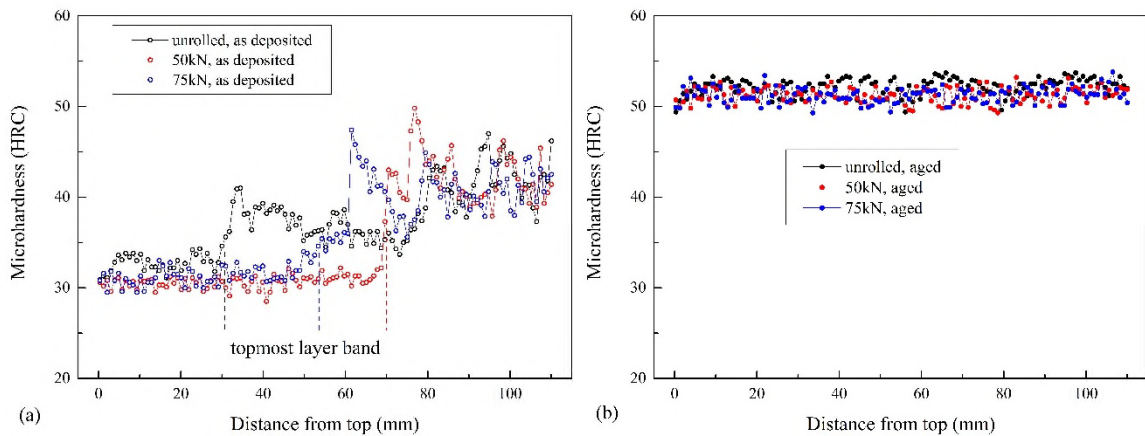 60
50
40
30
20
Microhardness (HRC)
unrolled, as deposited
50kN, as deposited
75kN, as deposited
topmost layer band
0 20 40 60 80 100
Distance from top (mm)
(a)
60
50
40
30
20
Microhardness (HRC)
unrolled, aged
50kN, aged
75kN, aged
0 20 40 60 80 100
Distance from top (mm)
(b)